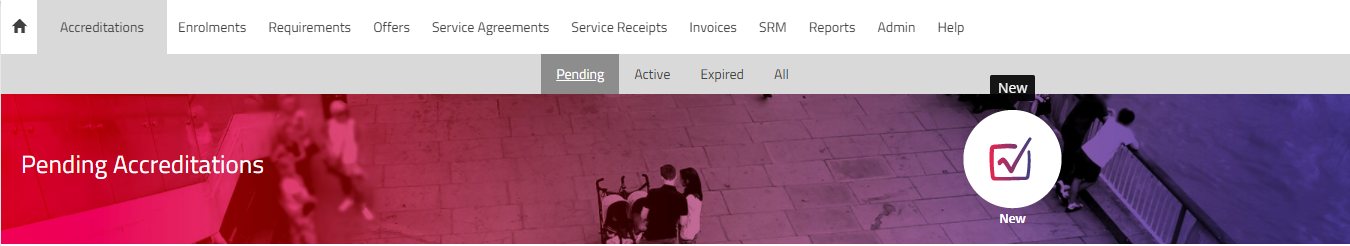 Accreditations Enrolments Requirements Offers Service Agreements Service Receipts Invoices SRM Reports Admin Help
Pending Active Expired All
New
Pending Accreditations
New